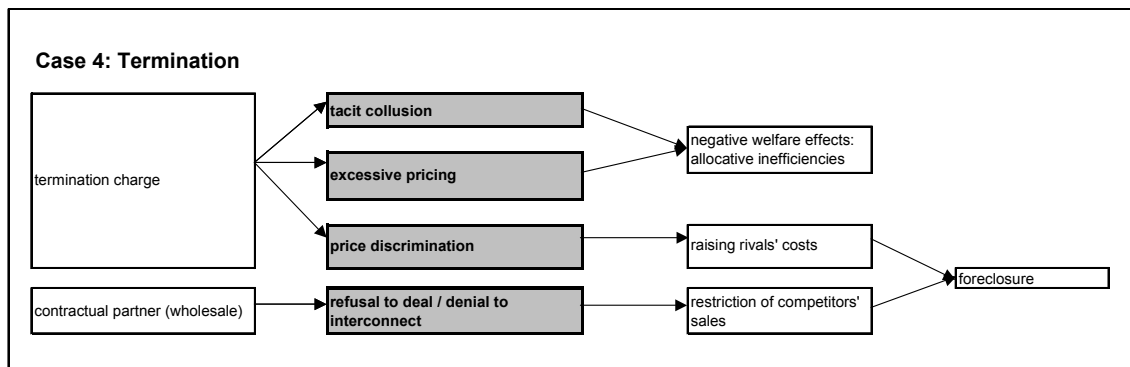 Case 4: Termination
termination charge
tacit collusion
excessive pricing
price discrimination
negative welfare effects:
allocative inefficiencies
raising rivals' costs
foreclosure
contractual partner (wholesale)
refusal to deal / denial to
interconnect
restriction of competitors'
sales